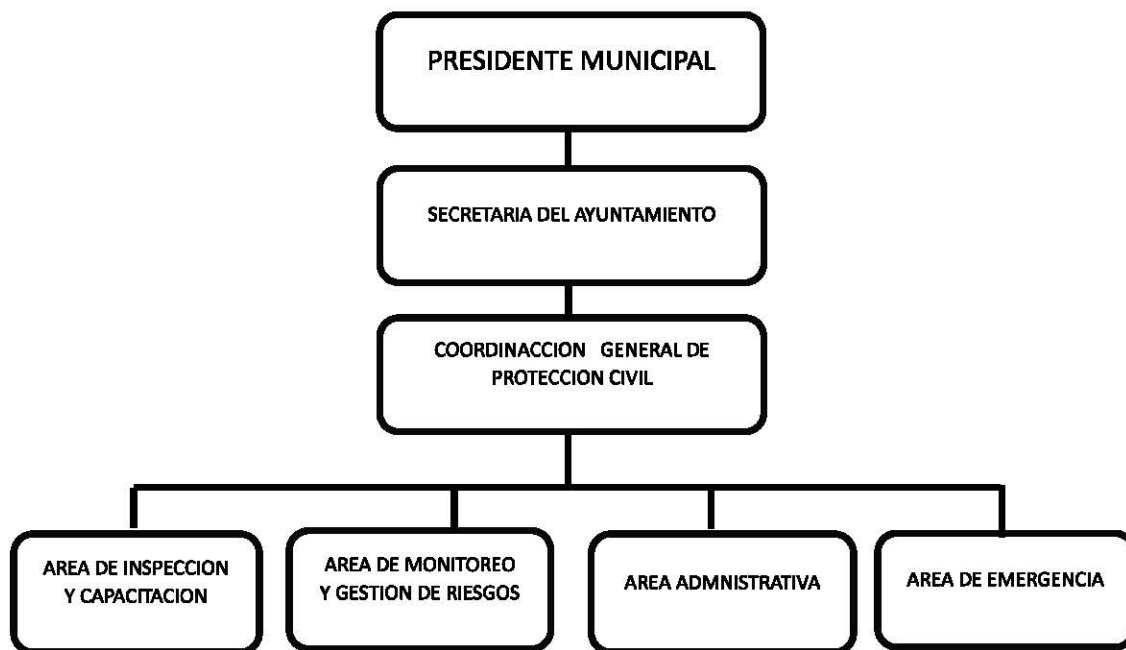 PRESIDENTE MUNICIPAL
SECRETARIA DEL AYUNTAMIENTO
COORDINACCION GENERAL DE
PROTECCION CIVIL
AREA DE INSPECCION
Y CAPACITACION
AREA DE MONITOREO
Y GESTION DE RIESGOS
AREA ADMNISTRATIVA
AREA DE EMERGENCIA